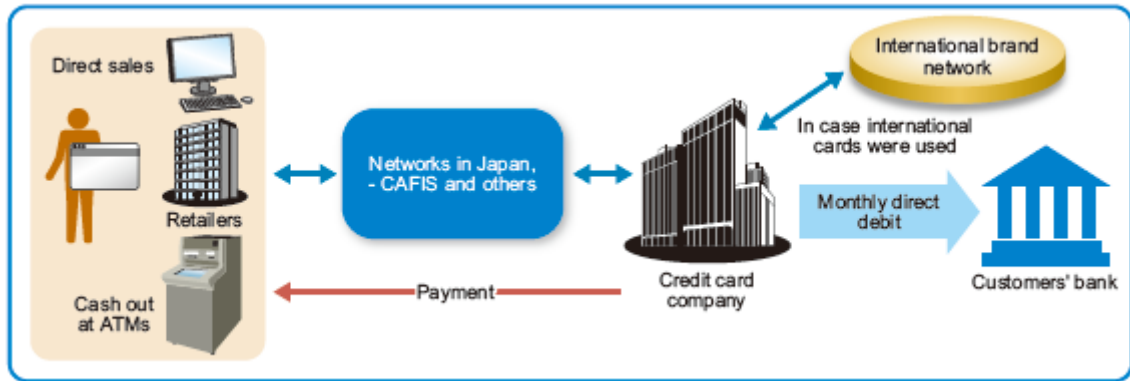 Direct sales
Retailers
Cash out
at ATMs
Networks in Japan,
- CAFIS and others
Payment
Credit card
company
International brand
network
In case international
cards were used
Monthly direct
debit
Customers' bank